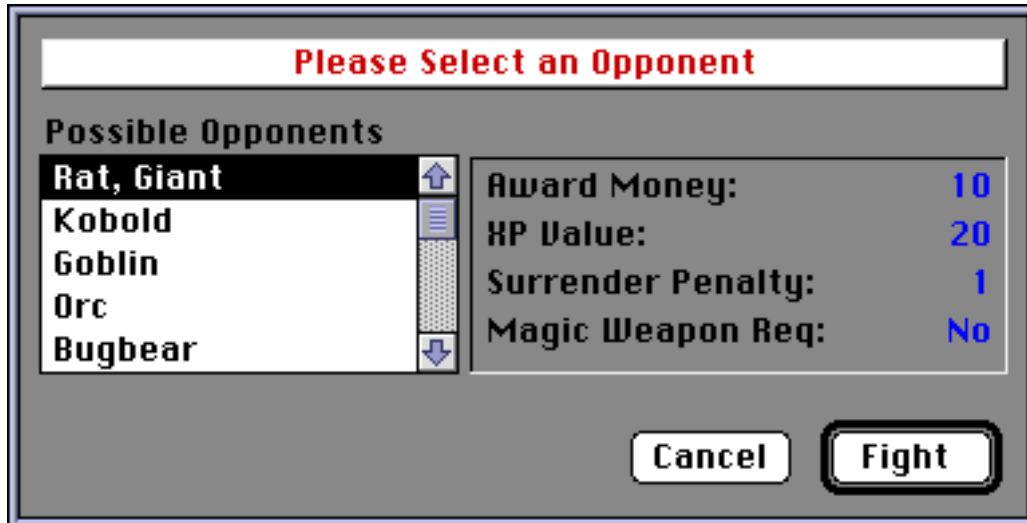 Please Select an Opponent
Possible Opponents
Rat, Giant
Kobold
Goblin
Orc
Bugbear
Award Money: 10
XP Value: 20
Surrender Penalty: 1
Magic Weapon Req: No
Cancel
Fight